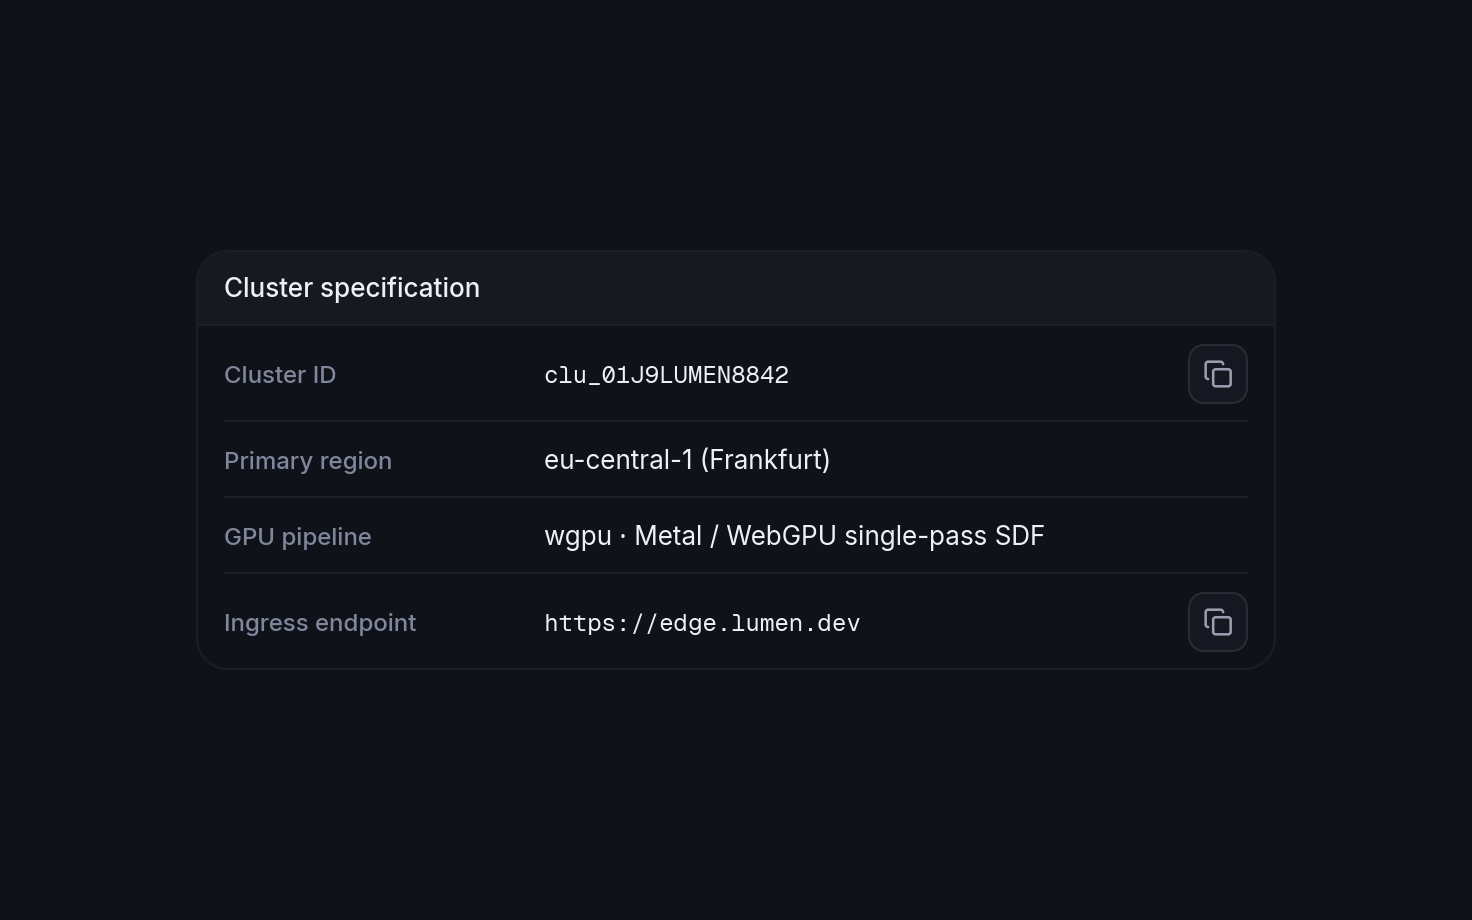 Cluster specification
Cluster ID clu_01J9LUMEN8842
Primary region eu-central-1 (Frankfurt)
GPU pipeline wgpu · Metal / WebGPU single-pass SDF
Ingress endpoint https://edge.lumen.dev